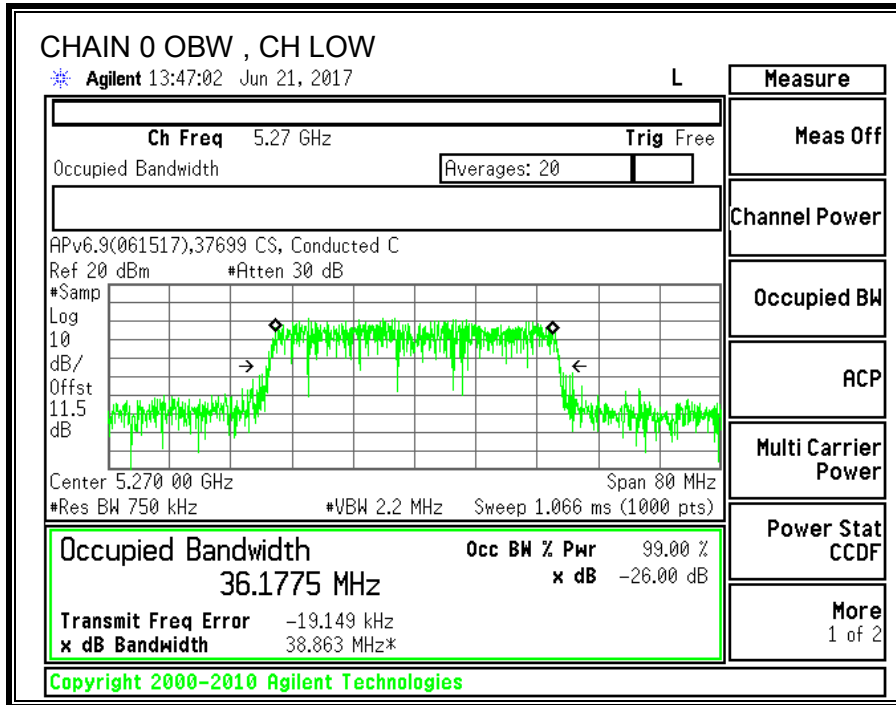 CHAIN 0 OBW , CH LOW
Agilent 13:47:02 Jun 21, 2017 L
Measure
Ch Freq 5.27 GHz Trig Free
Meas Off
Occupied Bandwidth Averages: 20
Channel Power
APv6.9(061517),37699 CS, Conducted C
Ref 20 dBm #Atten 30 dB
#Samp
Log
10
dB/
Offst
11.5
dB
Occupied BW
ACP
Center 5.270 00 GHz Span 80 MHz
#Res BW 750 kHz #VBW 2.2 MHz Sweep 1.066 ms (1000 pts)
Multi Carrier
Power
Occupied Bandwidth Occ BW % Pwr 99.00 %
36.1775 MHz x dB -26.00 dB
Transmit Freq Error -19.149 kHz
x dB Bandwidth 38.863 MHz*
Power Stat
CCDF
More
1 of 2
Copyright 2000-2010 Agilent Technologies